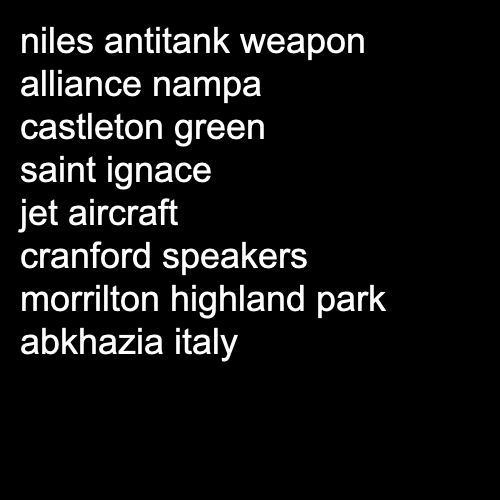 niles antitank weapon
alliance nampa
castleton green
saint ignace
jet aircraft
cranford speakers
morrilton highland park
abkhazia italy